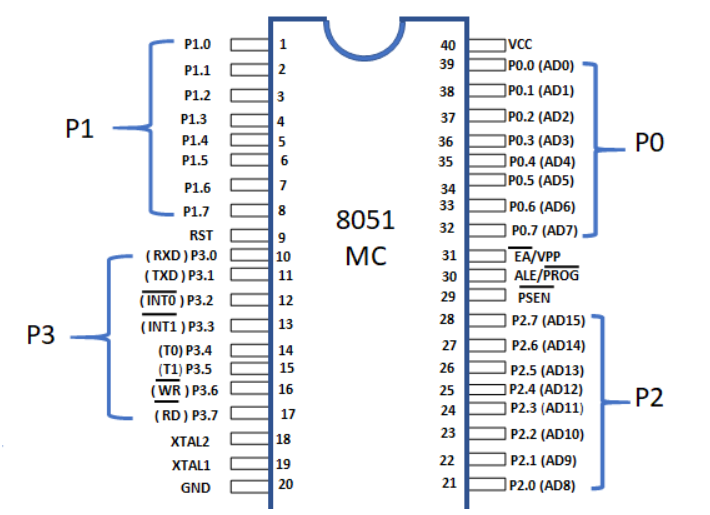 P1.0 1 40 VCC
P1.1 2 39 P0.0 (AD0)
P1.2 3 38 P0.1 (AD1)
P1.3 4 37 P0.2 (AD2)
P1 P1.4 5 36 P0.3 (AD3) P0
P1.5 6 35 P0.4 (AD4)
P1.6 7 34 P0.5 (AD5)
P1.7 8 33 P0.6 (AD6)
RST 9 32 P0.7 (AD7)
8051
MC
(RXD) P3.0 10 31 EA/VPP
(TXD) P3.1 11 30 ALE/PROG
(INT0) P3.2 12 29 PSEN
(INT1) P3.3 13 28 P2.7 (AD15)
P3 (T0) P3.4 14 27 P2.6 (AD14)
(T1) P3.5 15 26 P2.5 (AD13)
(WR) P3.6 16 25 P2.4 (AD12) P2
(RD) P3.7 17 24 P2.3 (AD11)
XTAL2 18 23 P2.2 (AD10)
XTAL1 19 22 P2.1 (AD9)
GND 20 21 P2.0 (AD8)